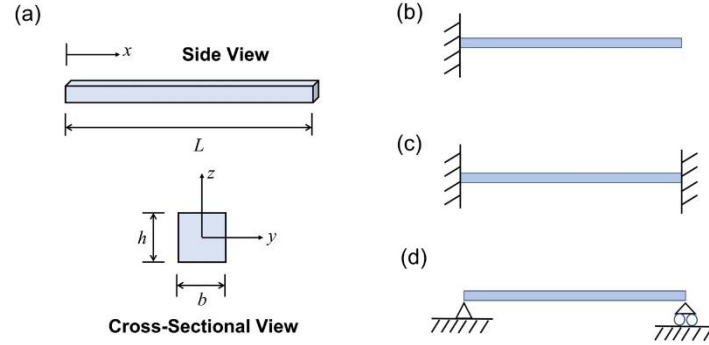 (a)
x
Side View
L
z
h
y
b
Cross-Sectional View
(b)
(c)
(d)